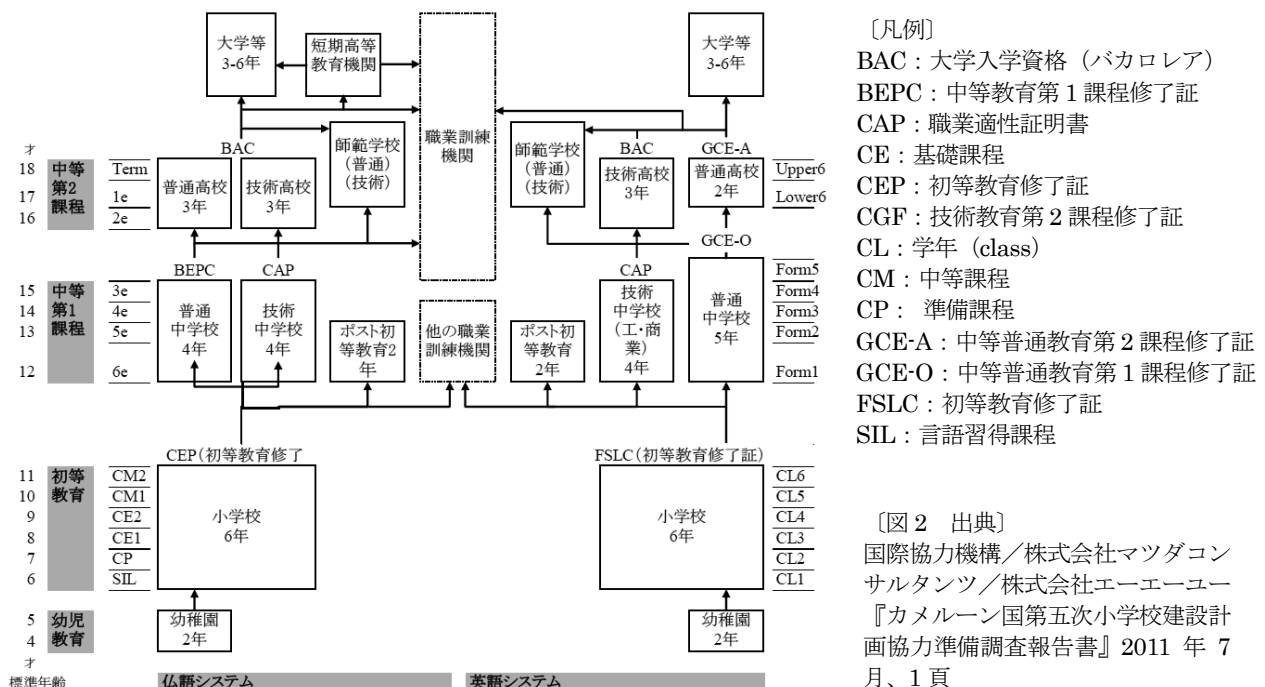 大学等
3-6年
短期高等
教育機関
職業訓練
機関
大学等
3-6年
師範学校
(普通)
(技術)
師範学校
(普通)
(技術)
才
BAC
BAC
GCE-A
18
17
16
中等
第2
課程
Term
1e
2e
普通高校
3年
技術高校
3年
技術高校
3年
普通高校
2年
Upper6
Lower6
GCE-O
BEPC
CAP
CAP
15
14
13
12
中等
第1
課程
3e
4e
5e
6e
普通
中学校
4年
技術
中学校
4年
ポスト初
等教育2
年
他の職業
訓練機関
ポスト初
等教育
2年
技術
中学校
(工・商
業)
4年
普通
中学校
5年
Form5
Form4
Form3
Form2
Form1
CEP(初等教育修了
FSLC(初等教育修了証)
11
10
9
8
7
6
初等
教育
CM2
CM1
CE2
CE1
CP
SIL
小学校
6年
小学校
6年
CL6
CL5
CL4
CL3
CL2
CL1
5
4
才
幼児
教育
幼稚園
2年
幼稚園
2年
標準年齢
仏語システム
英語システム
〔凡例〕
BAC：大学入学資格（バカロレア）
BEPC：中等教育第1課程修了証
CAP：職業適性証明書
CE：基礎課程
CEP：初等教育修了証
CGF：技術教育第2課程修了証
CL：学年（class）
CM：中等課程
CP： 準備課程
GCE-A：中等普通教育第2課程修了証
GCE-O：中等普通教育第1課程修了証
FSLC：初等教育修了証
SIL：言語習得課程
〔図2　出典〕
国際協力機構／株式会社マツダコン
サルタンツ／株式会社エーエーユー
『カメルーン国第五次小学校建設計
画協力準備調査報告書』2011 年 7
月、1頁